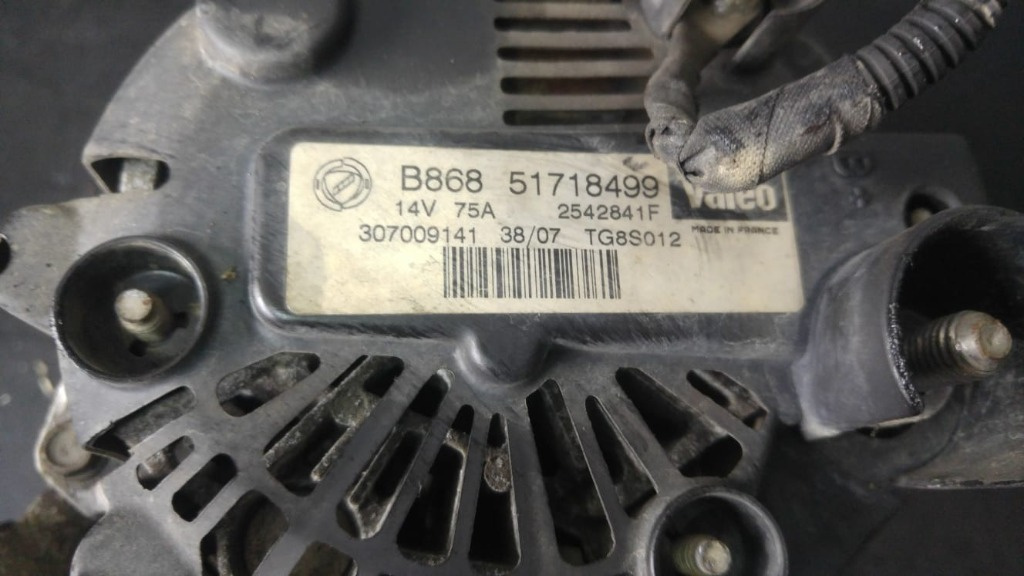 B868 51718499
14V 75A 2542841F Valeo
307009141 38/07 TG8S012 MADE IN FRANCE